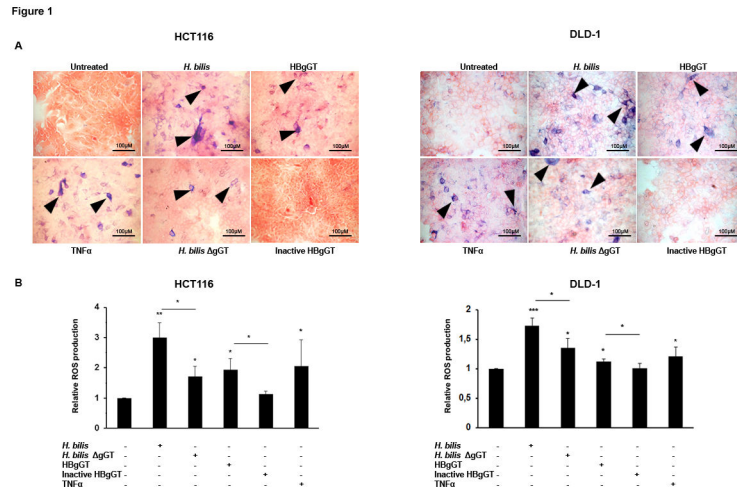 Figure 1
A
HCT116
DLD-1
Untreated H. bilis HBgGT
Untreated H. bilis HBgGT
100µM 100µM 100µM
100µM 100µM 100µM
100µM 100µM 100µM
100µM 100µM 100µM
TNFα H. bilis ΔgGT Inactive HBgGT
TNFα H. bilis ΔgGT Inactive HBgGT
B
HCT116
Relative ROS production
4
3
2
1
0
** * * * * *
H. bilis - + - - - -
H. bilis ΔgGT - - + - - -
HBgGT - - - + - -
Inactive HBgGT - - - - + -
TNFα - - - - - +
DLD-1
Relative ROS production
2
1,5
1
0,5
0
*** * * * * *
H. bilis - + - - - -
H. bilis ΔgGT - - + - - -
HBgGT - - - + - -
Inactive HBgGT - - - - + -
TNFα - - - - - +